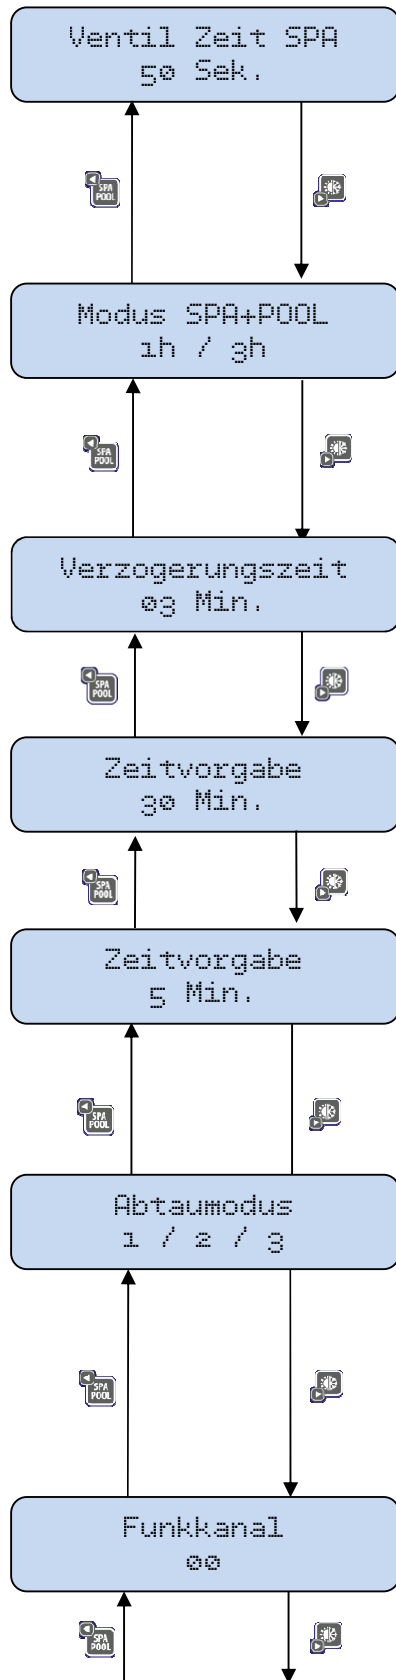 Ventil Zeit SPA
50 Sek.
SPA
POOL
Modus SPA+POOL
1h / 3h
SPA
POOL
Verzogerungszeit
03 Min.
SPA
POOL
Zeitvorgabe
30 Min.
SPA
POOL
Zeitvorgabe
5 Min.
SPA
POOL
Abtaumodus
1 / 2 / 3
SPA
POOL
Funkkanal
00
SPA
POOL